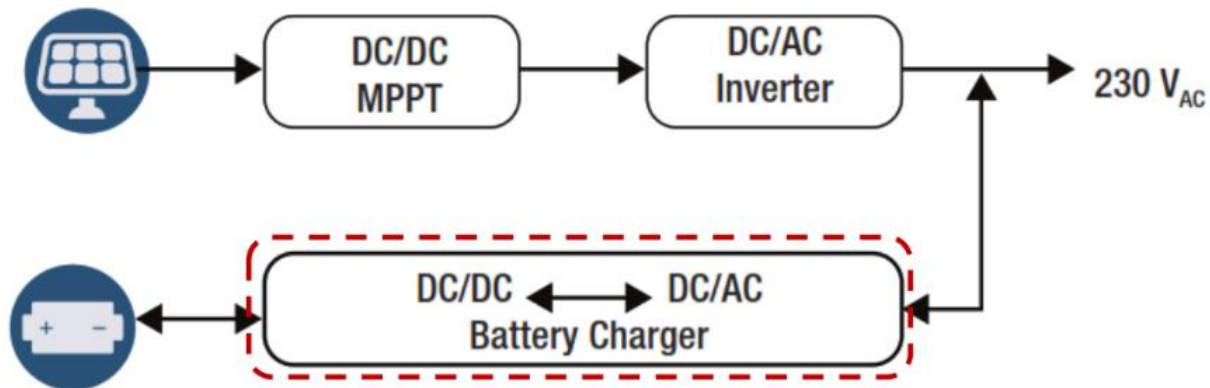 DC/DC
MPPT
DC/AC
Inverter
230 VAC
+ −
DC/DC DC/AC
Battery Charger